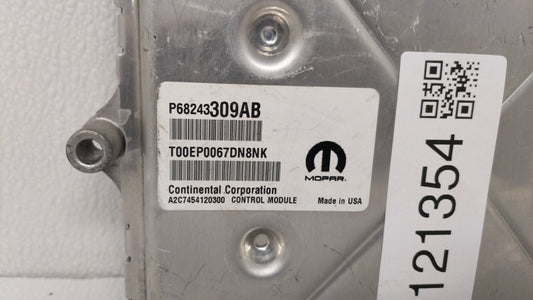 P68243309AB
T00EP0067DN8NK
MOPAR.
Continental Corporation
A2C7454120300 CONTROL MODULE Made in USA
121354